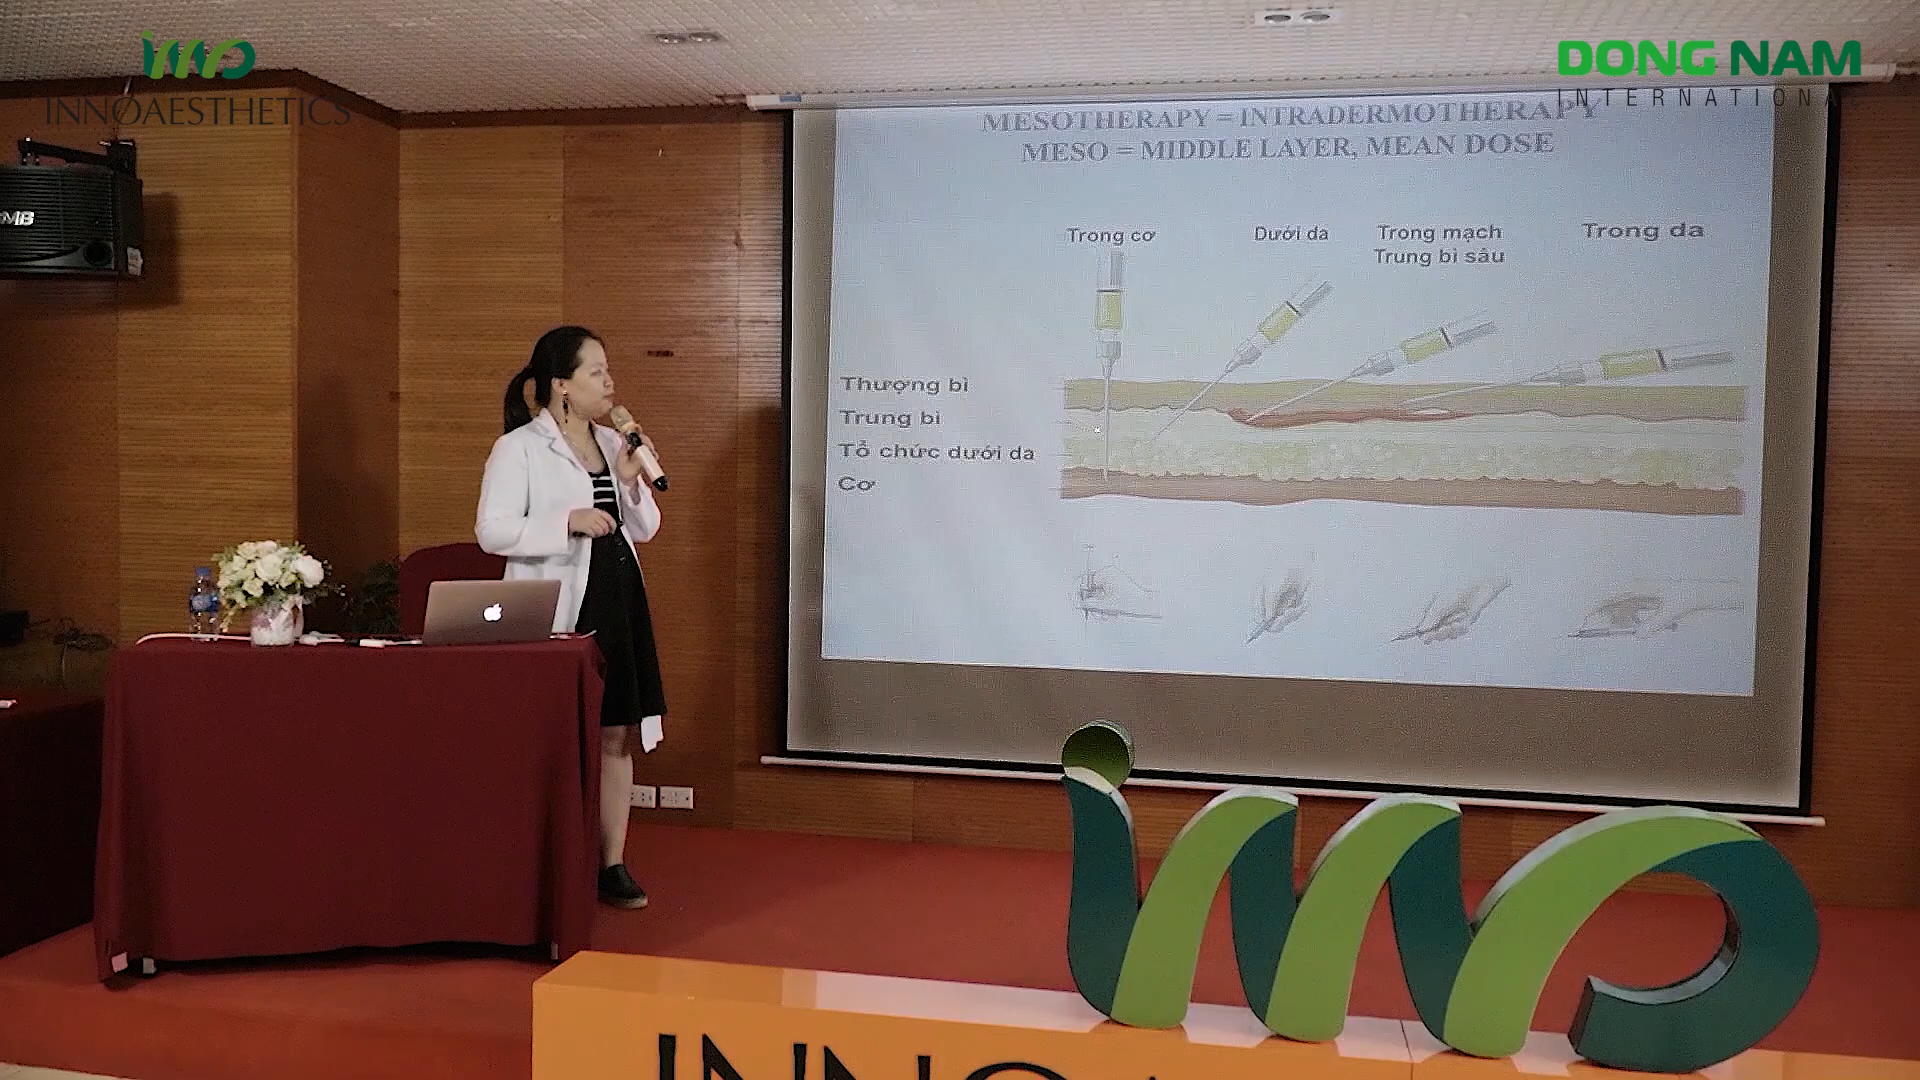 INNOAESTHETICS
DONG NAM
INTERNATIONAL
MESOTHERAPY = INTRADERMOTHERAPY
MESO = MIDDLE LAYER, MEAN DOSE
Trong cơ
Dưới da
Trong mạch
Trung bì sâu
Trong da
Thượng bì
Trung bì
Tổ chức dưới da
Cơ